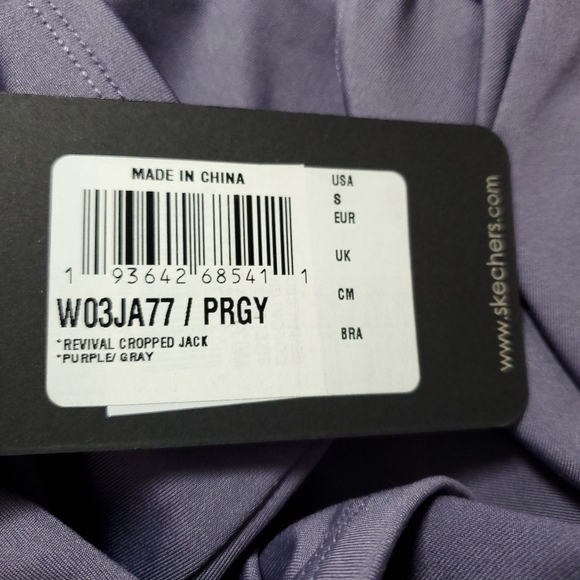 MADE IN CHINA
1 93642 68541 1
W03JA77 / PRGY
*REVIVAL CROPPED JACK
*PURPLE/ GRAY
USA
S
EUR
UK
CM
BRA
www.skechers.com